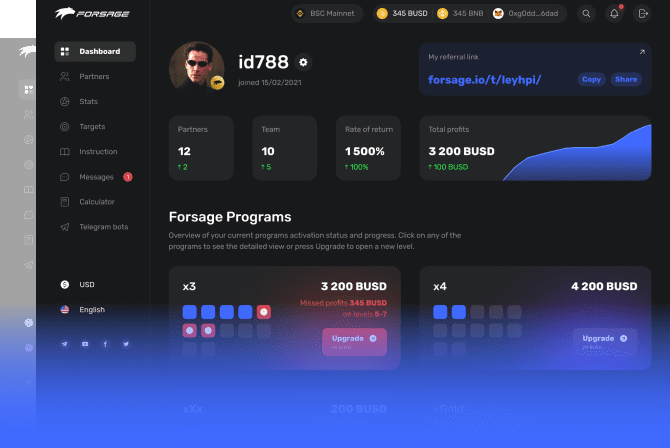 FORSAGE
BSC Mainnet
345 BUSD
345 BNB
0xg0dd...6dad
Dashboard
Partners
Stats
Targets
Instruction
Messages
1
Calculator
Telegram bots
USD
English
id788
joined 15/02/2021
My referral link
forsage.io/t/leyhpi/
Copy
Share
Partners
12
↑ 2
Team
10
↑ 5
Rate of return
1 500%
↑ 100%
Total profits
3 200 BUSD
↑ 100 BUSD
Forsage Programs
Overview of your current programs activation status and progress. Click on any of the
programs to see the detailed view or press Upgrade to open a new level.
x3
3 200 BUSD
Missed profits 345 BUSD
on levels 5-7
Upgrade
x4
4 200 BUSD
Upgrade
xXx
200 BUSD
xGold